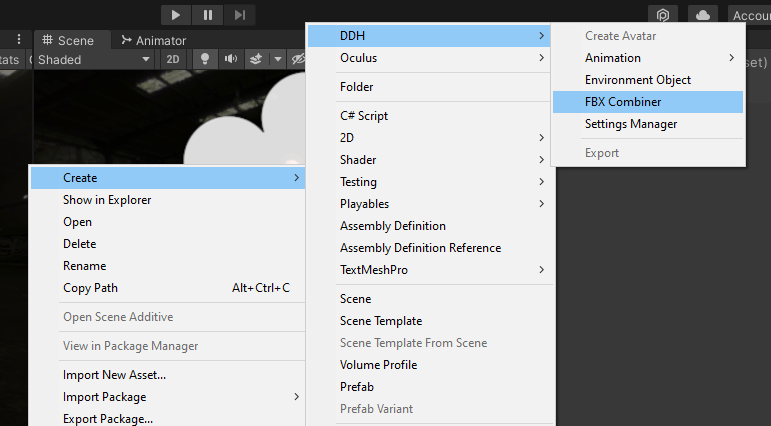 Accou
Scene
Animator
tats
Shaded
2D
set)
DDH
Oculus
Folder
C# Script
2D
Shader
Testing
Playables
Assembly Definition
Assembly Definition Reference
TextMeshPro
Scene
Scene Template
Scene Template From Scene
Volume Profile
Prefab
Prefab Variant
Create Avatar
Animation
Environment Object
FBX Combiner
Settings Manager
Export
Create
Show in Explorer
Open
Delete
Rename
Copy Path Alt+Ctrl+C
Open Scene Additive
View in Package Manager
Import New Asset...
Import Package
Export Package...